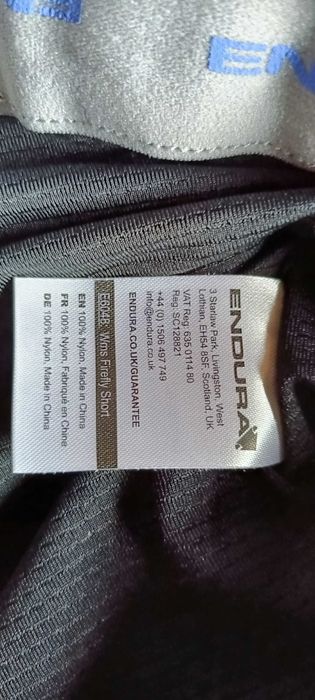 EN
ENDURA
3 Starlaw Park, Livingston, West
Lothian, EH54 8SF, Scotland, UK
VAT Reg: 635 0114 80
Reg: SC128821
+44 (0) 1506 497 749
info@endura.co.uk
ENDURA.CO.UK/GUARANTEE
E6048: Wms Firefly Short
EN 100% Nylon, Made in China
FR 100% Nylon, Fabriqué en Chine
DE 100% Nylon, Made in China